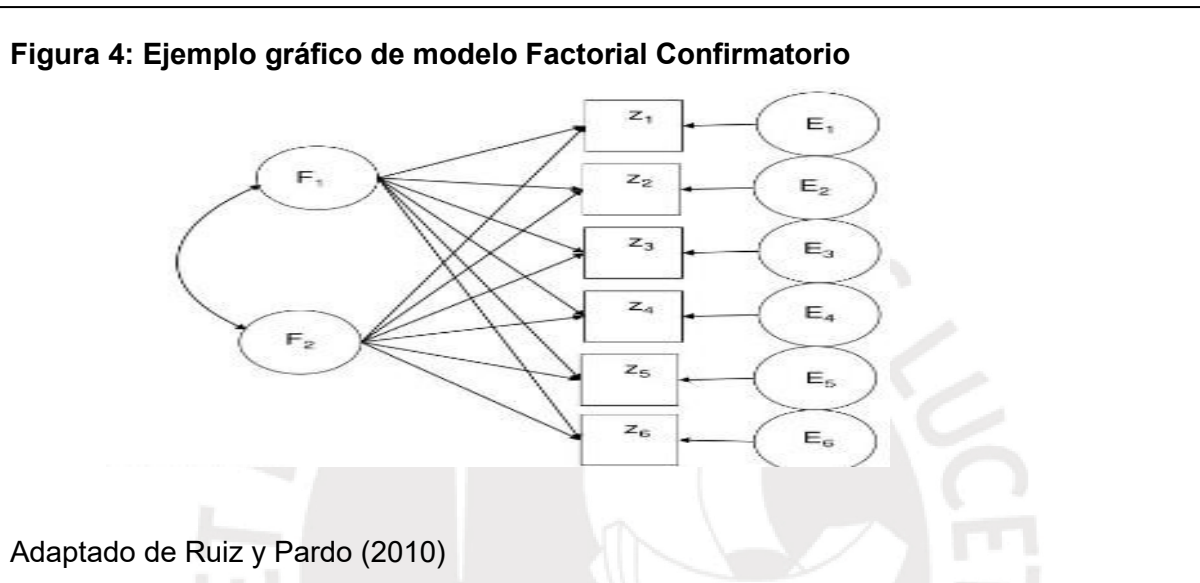 Figura 4: Ejemplo gráfico de modelo Factorial Confirmatorio
Z₁
E₁
F₁
Z₂
E₂
Z₃
E₃
Z₄
E₄
F₂
Z₅
E₅
Z₆
E₆
LUCE
Adaptado de Ruiz y Pardo (2010)